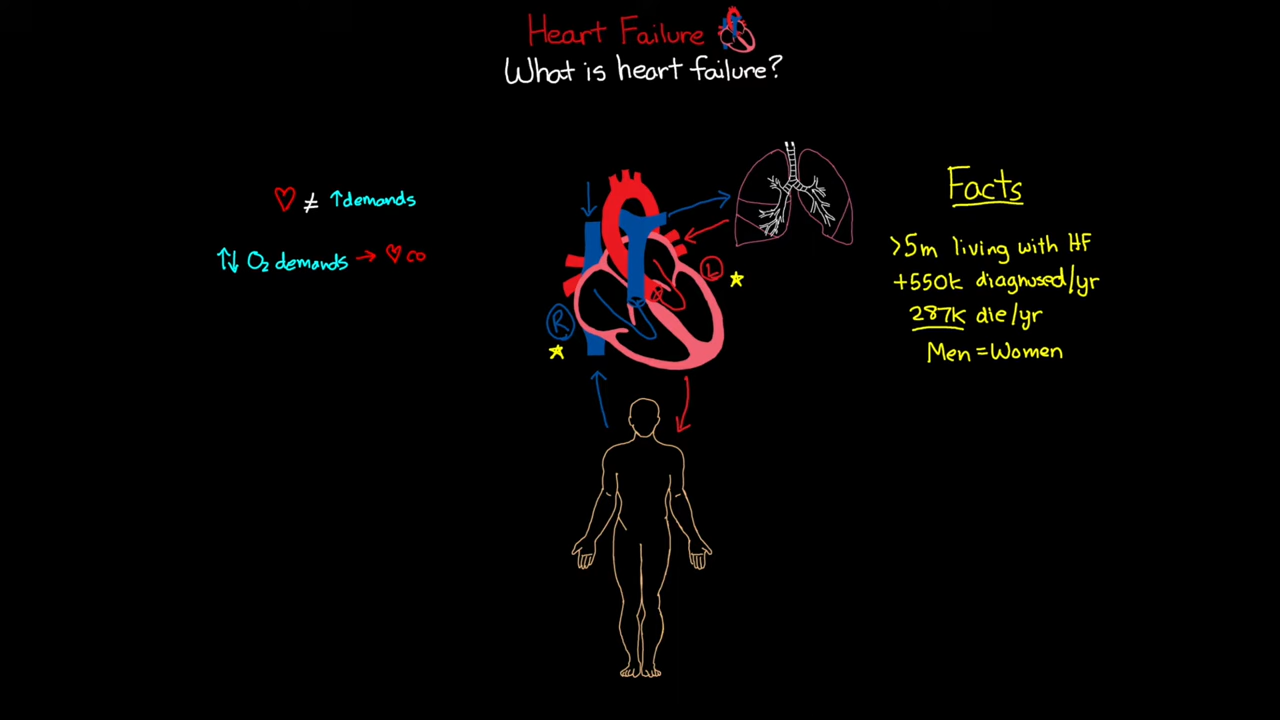 Heart Failure
What is heart failure?
♡ ≠ ↑demands
↑↓ O₂ demands → ♡ co
R
L
Facts
>5m living with HF
+550k diagnosed/yr
287k die/yr
Men = Women